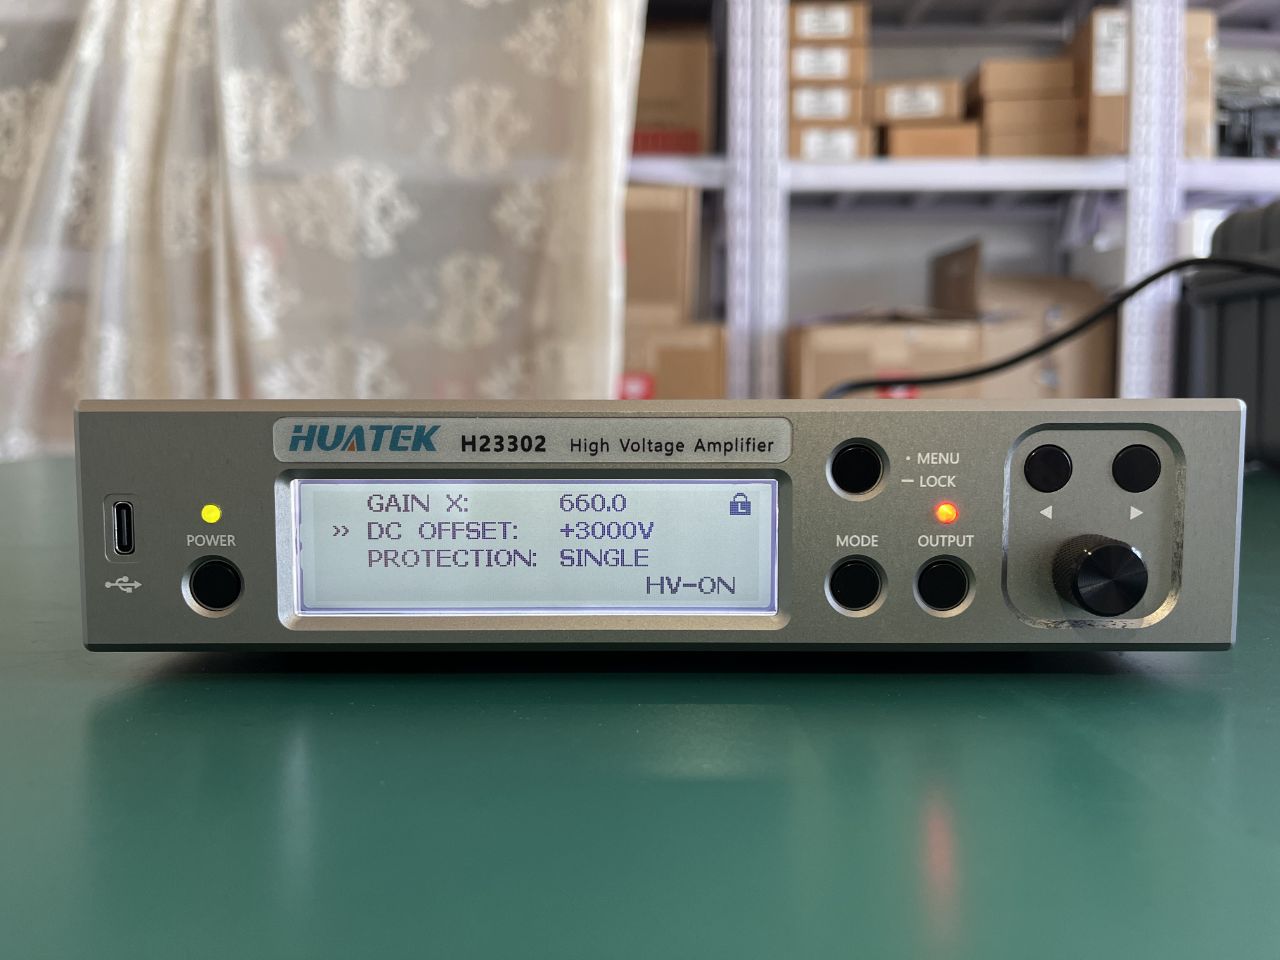 HUATEK H23302 High Voltage Amplifier
GAIN X: 660.0
>> DC OFFSET: +3000V
PROTECTION: SINGLE
HV-ON
L
POWER
• MENU
— LOCK
MODE
OUTPUT
◀ ▶